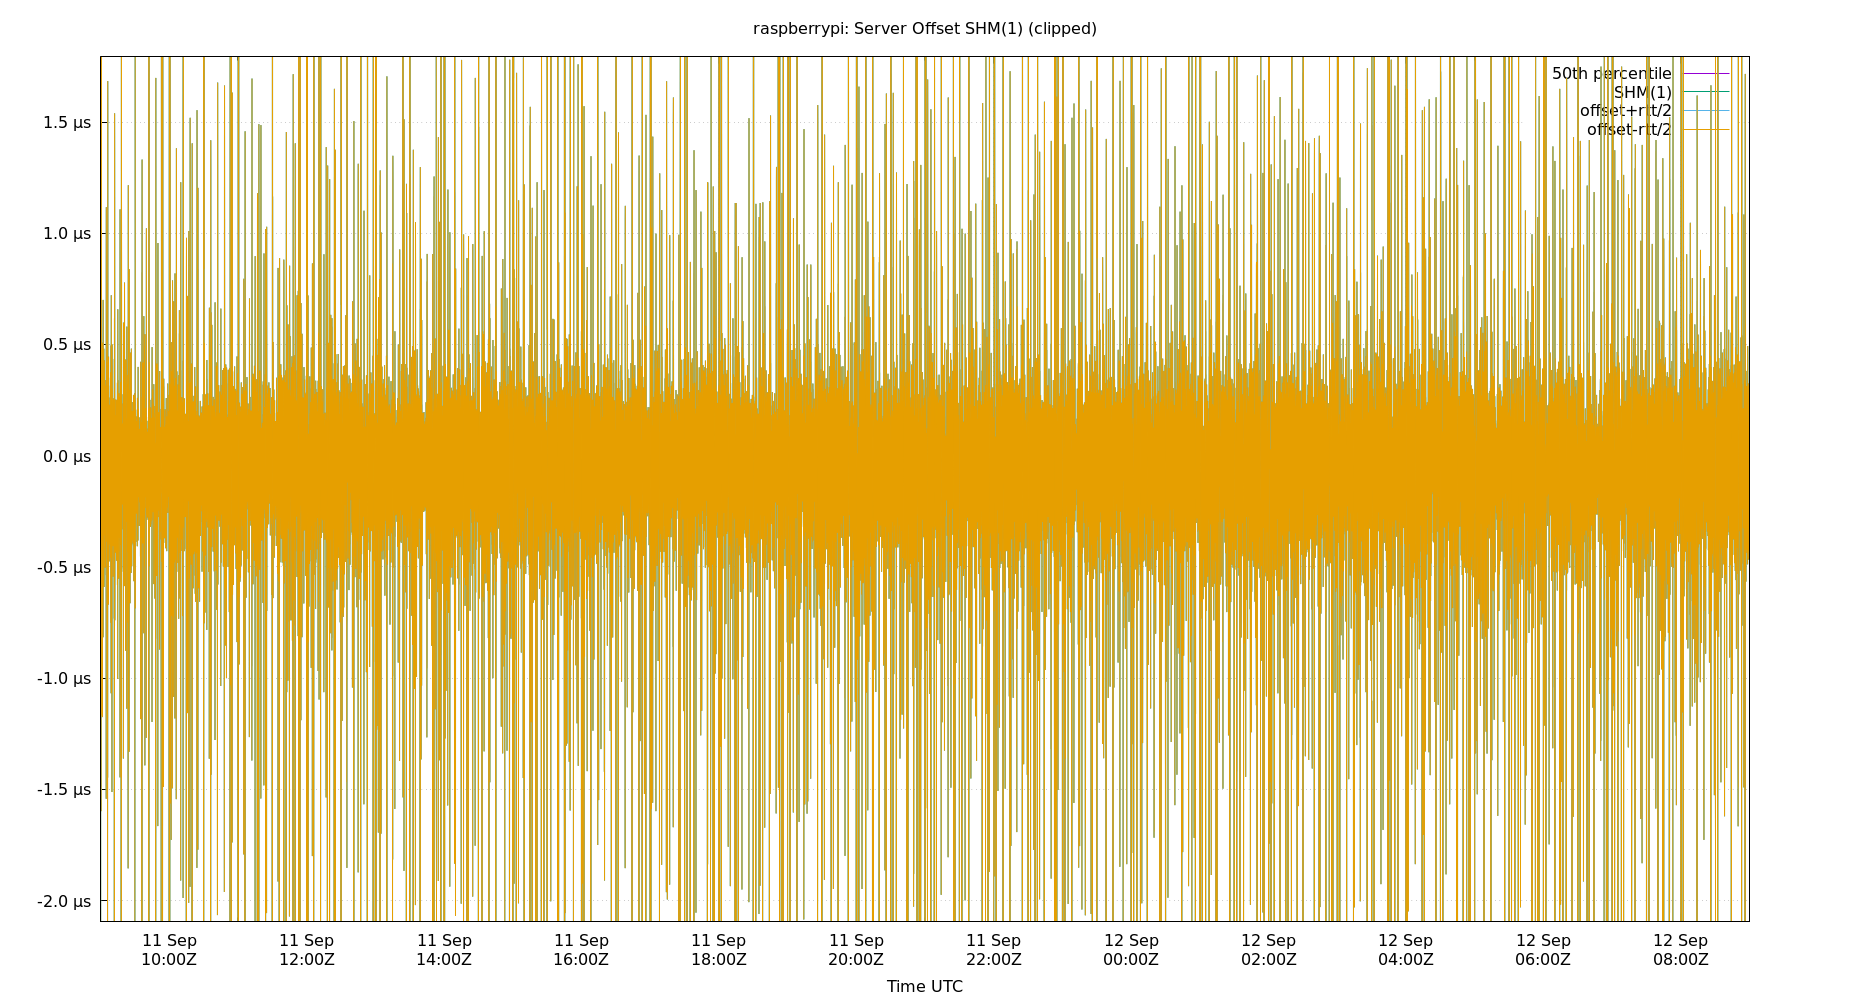 raspberrypi: Server Offset SHM(1) (clipped)
50th percentile
SHM(1)
offset+rtt/2
offset-rtt/2
1.5 µs
1.0 µs
0.5 µs
0.0 µs
-0.5 µs
-1.0 µs
-1.5 µs
-2.0 µs
11 Sep 11 Sep 11 Sep 11 Sep 11 Sep 11 Sep 11 Sep 12 Sep 12 Sep 12 Sep 12 Sep 12 Sep
10:00Z 12:00Z 14:00Z 16:00Z 18:00Z 20:00Z 22:00Z 00:00Z 02:00Z 04:00Z 06:00Z 08:00Z
Time UTC